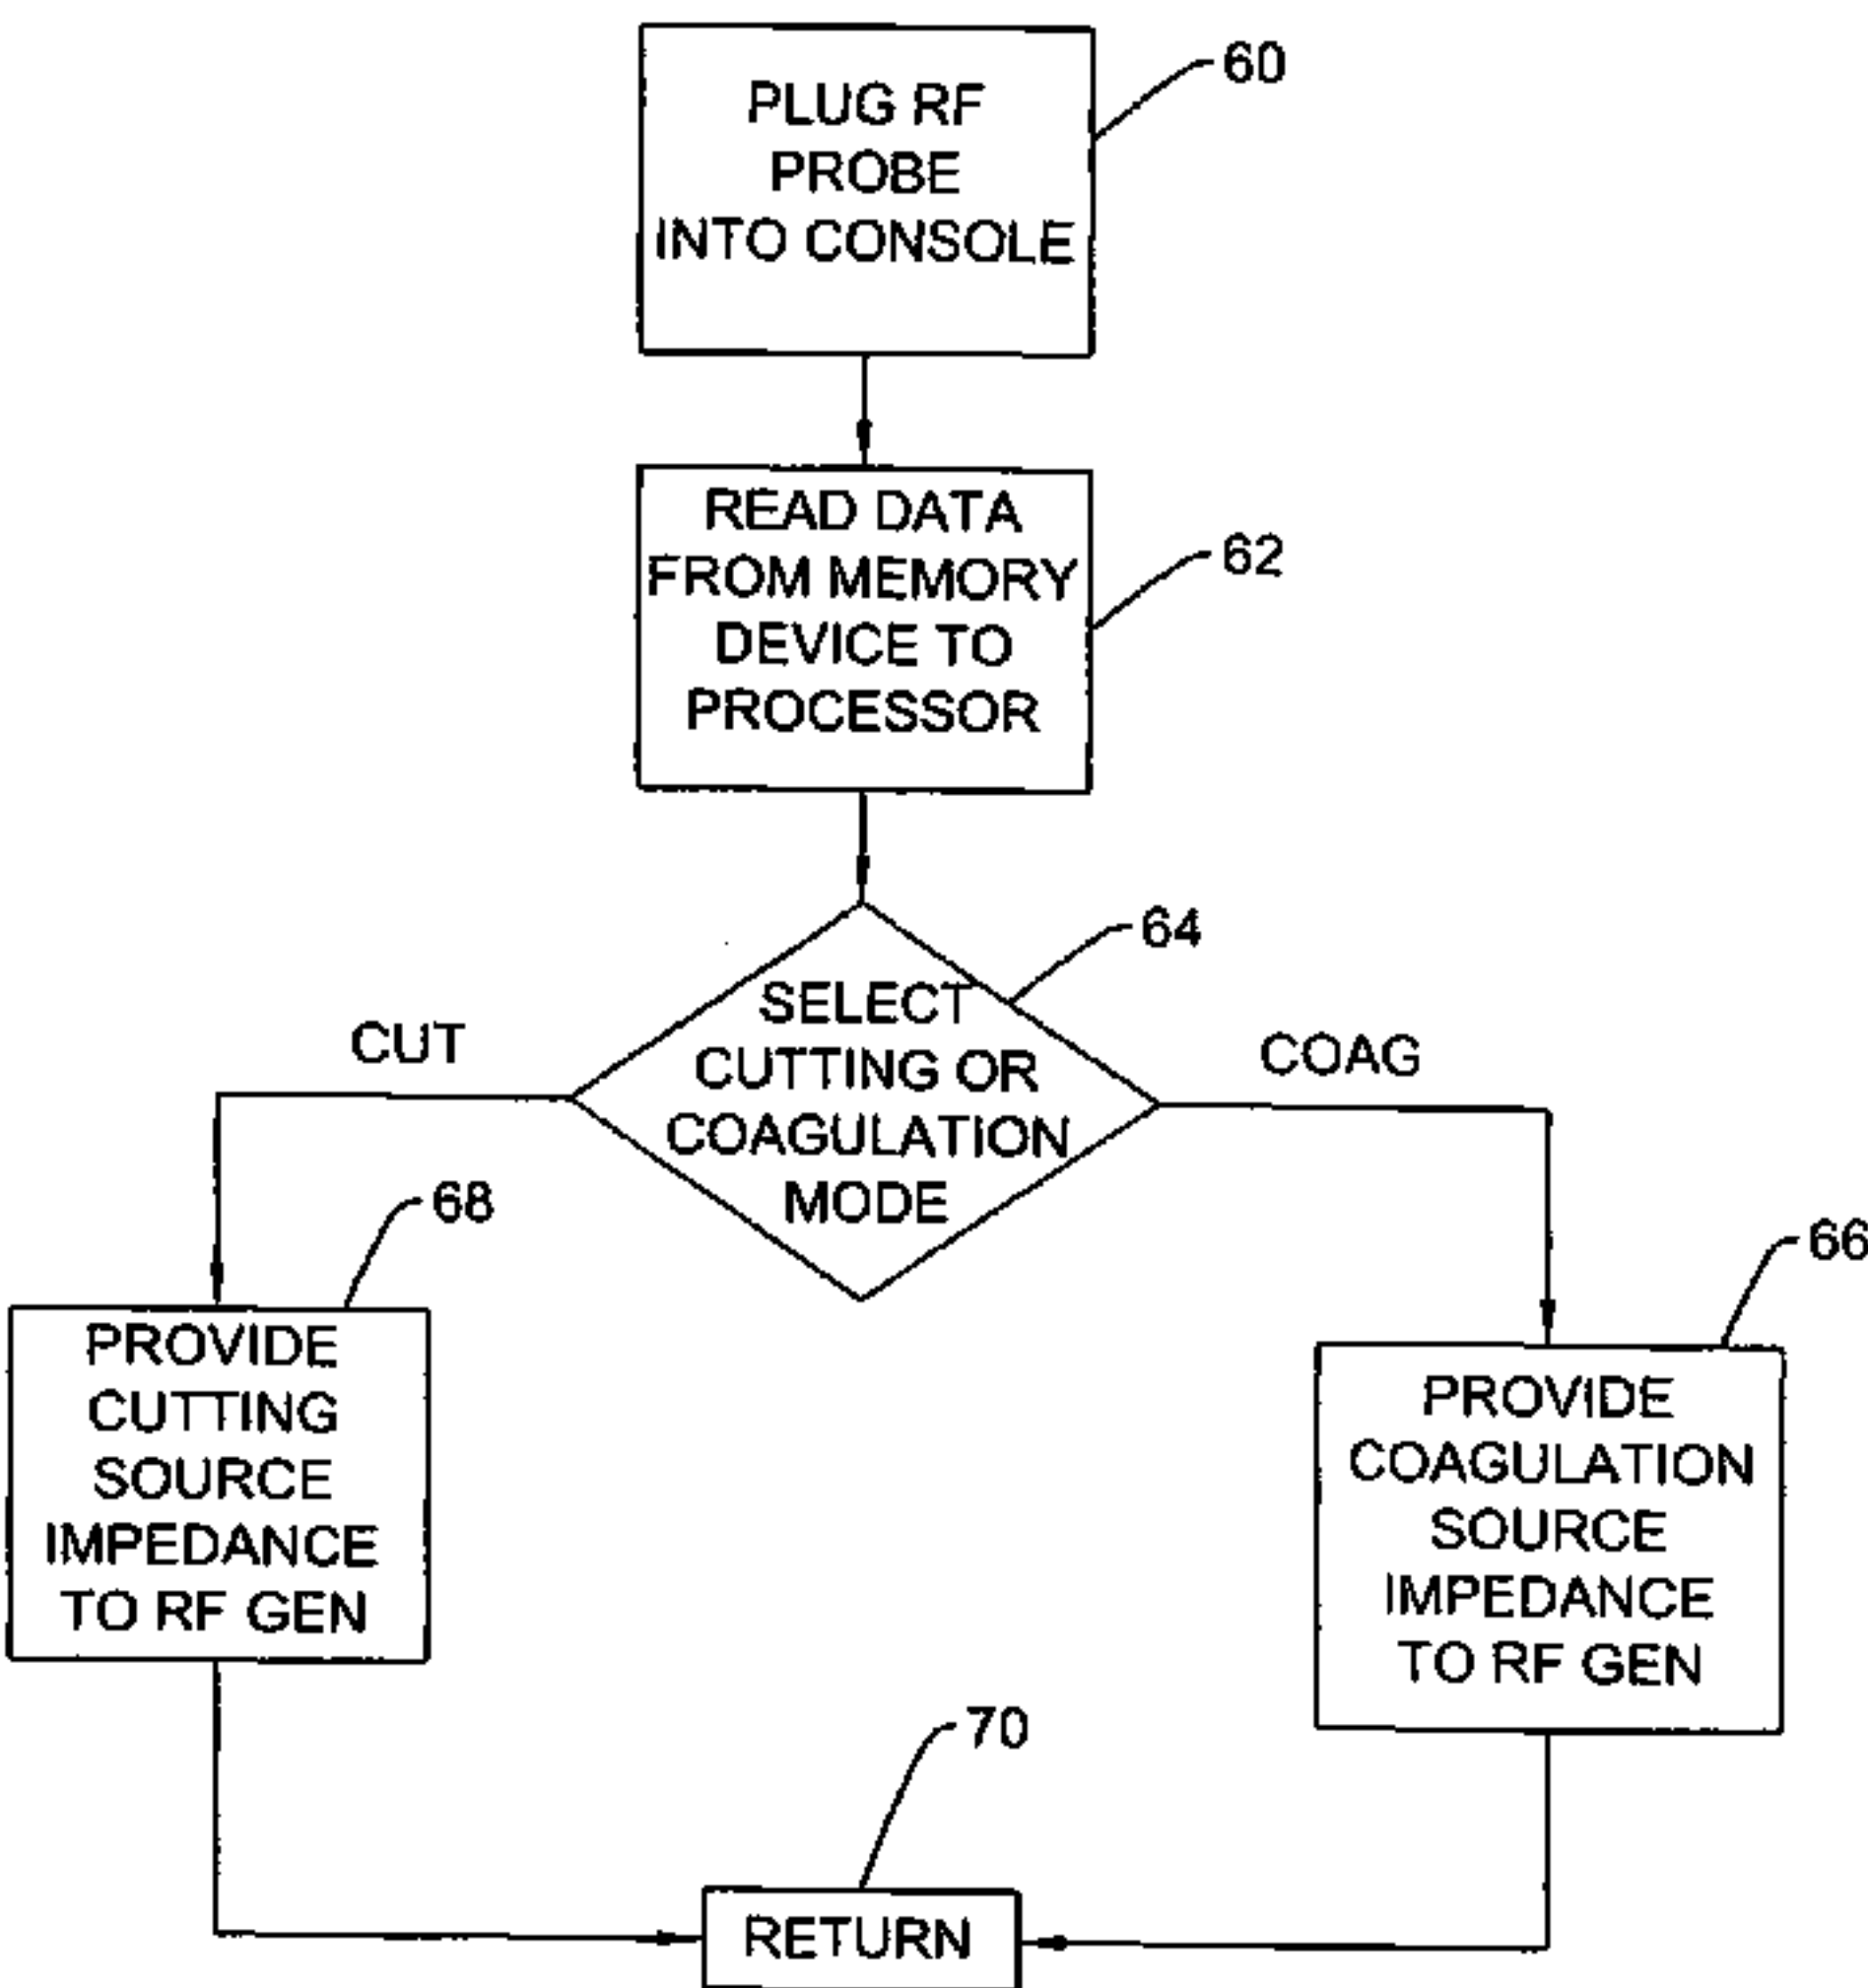 PLUG RF
PROBE
INTO CONSOLE
60
READ DATA
FROM MEMORY
DEVICE TO
PROCESSOR
62
64
SELECT
CUTTING OR
COAGULATION
MODE
CUT
COAG
68
PROVIDE
CUTTING
SOURCE
IMPEDANCE
TO RF GEN
66
PROVIDE
COAGULATION
SOURCE
IMPEDANCE
TO RF GEN
70
RETURN